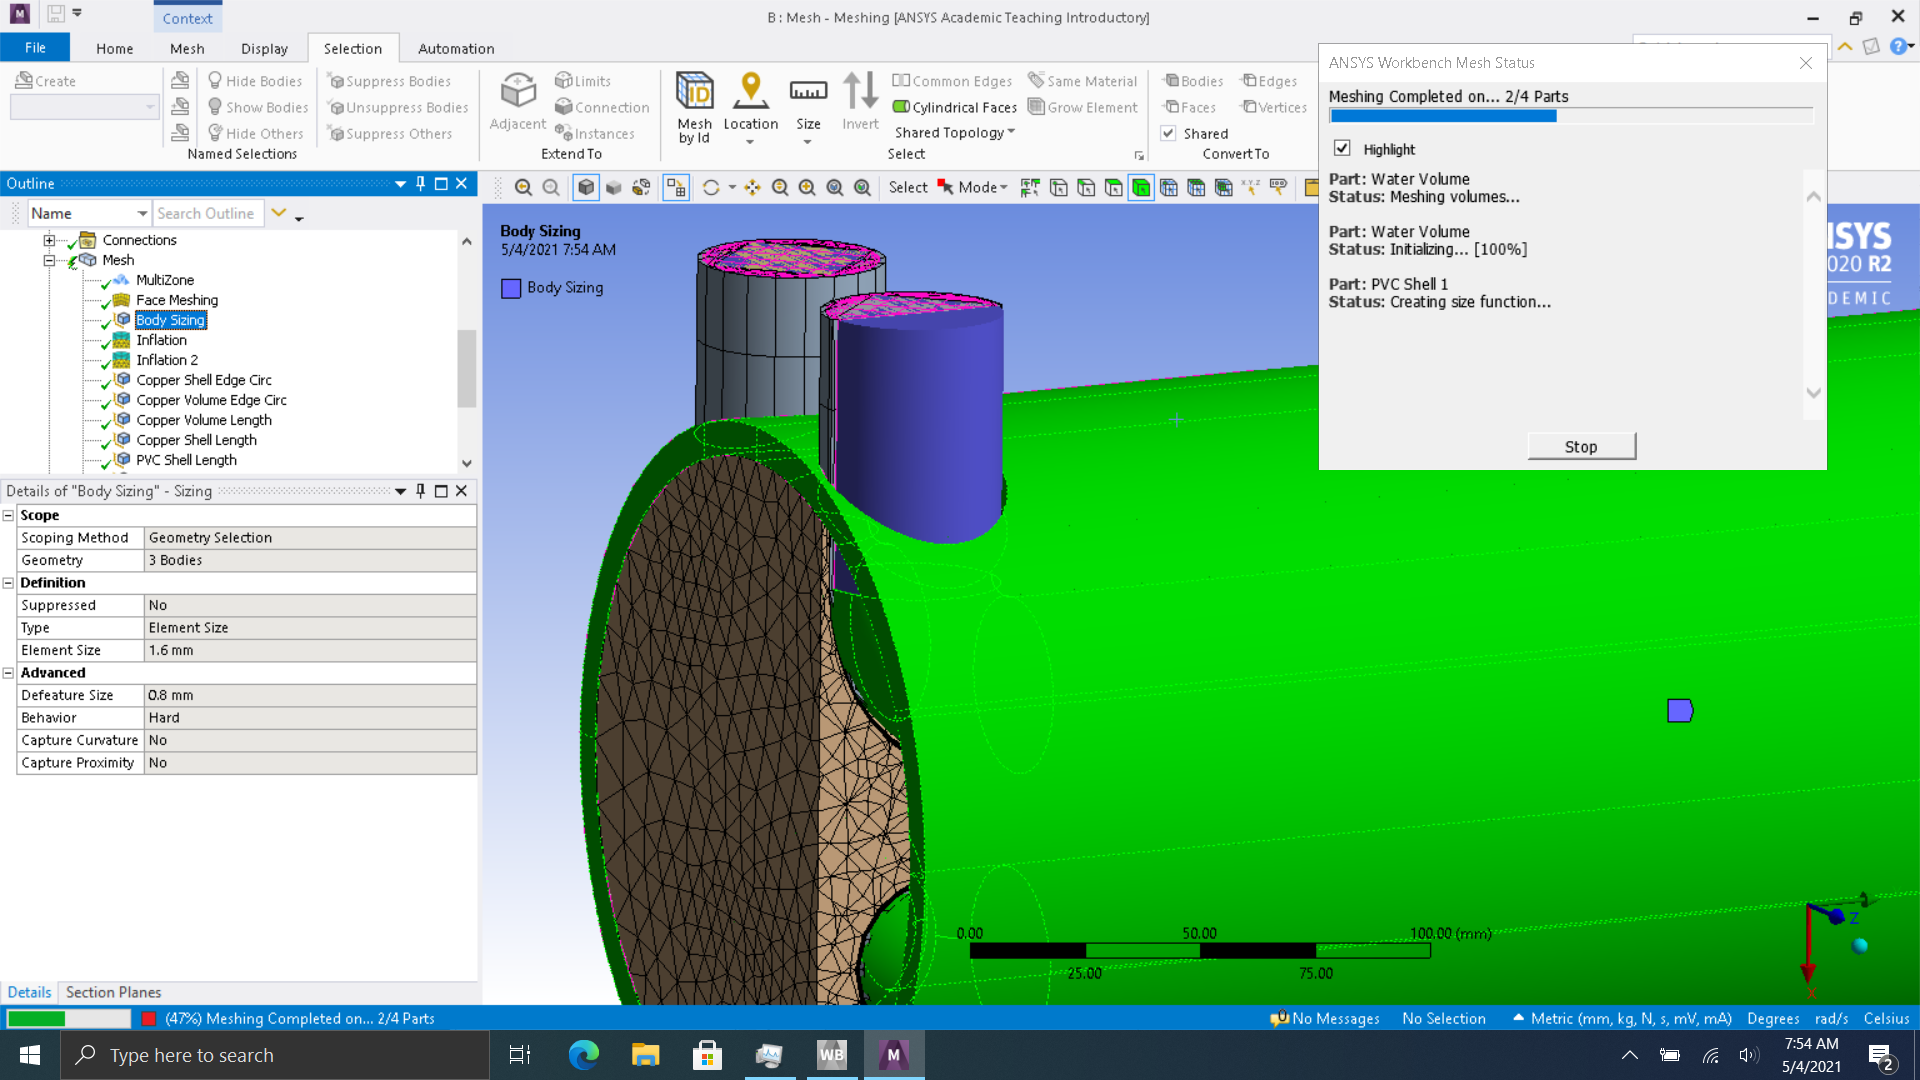 Context
B : Mesh - Meshing [ANSYS Academic Teaching Introductory]
File
Home
Mesh
Display
Selection
Automation
Create
Hide Bodies
Show Bodies
Hide Others
Suppress Bodies
Unsuppress Bodies
Suppress Others
Named Selections
Adjacent
Limits
Connection
Instances
Extend To
Mesh by Id
Location
Size
Invert
Common Edges
Cylindrical Faces
Shared Topology
Same Material
Grow Element
Select
Bodies
Edges
Faces
Vertices
Shared
Convert To
ANSYS Workbench Mesh Status
Meshing Completed on... 2/4 Parts
Highlight
Part: Water Volume
Status: Meshing volumes...
Part: Water Volume
Status: Initializing... [100%]
Part: PVC Shell 1
Status: Creating size function...
Stop
Outline
Name
Search Outline
Connections
Mesh
MultiZone
Face Meshing
Body Sizing
Inflation
Inflation 2
Copper Shell Edge Circ
Copper Volume Edge Circ
Copper Volume Length
Copper Shell Length
PVC Shell Length
Select
Mode
Body Sizing
5/4/2021 7:54 AM
Body Sizing
NSYS
020 R2
DEMIC
Details of "Body Sizing" - Sizing
Scope
Scoping Method Geometry Selection
Geometry 3 Bodies
Definition
Suppressed No
Type Element Size
Element Size 1.6 mm
Advanced
Defeature Size 0.8 mm
Behavior Hard
Capture Curvature No
Capture Proximity No
0.00 50.00 100.00 (mm)
25.00 75.00
Z
X
Details
Section Planes
(47%) Meshing Completed on... 2/4 Parts
No Messages
No Selection
Metric (mm, kg, N, s, mV, mA)
Degrees
rad/s
Celsius
Type here to search
WB
M
7:54 AM
5/4/2021
2